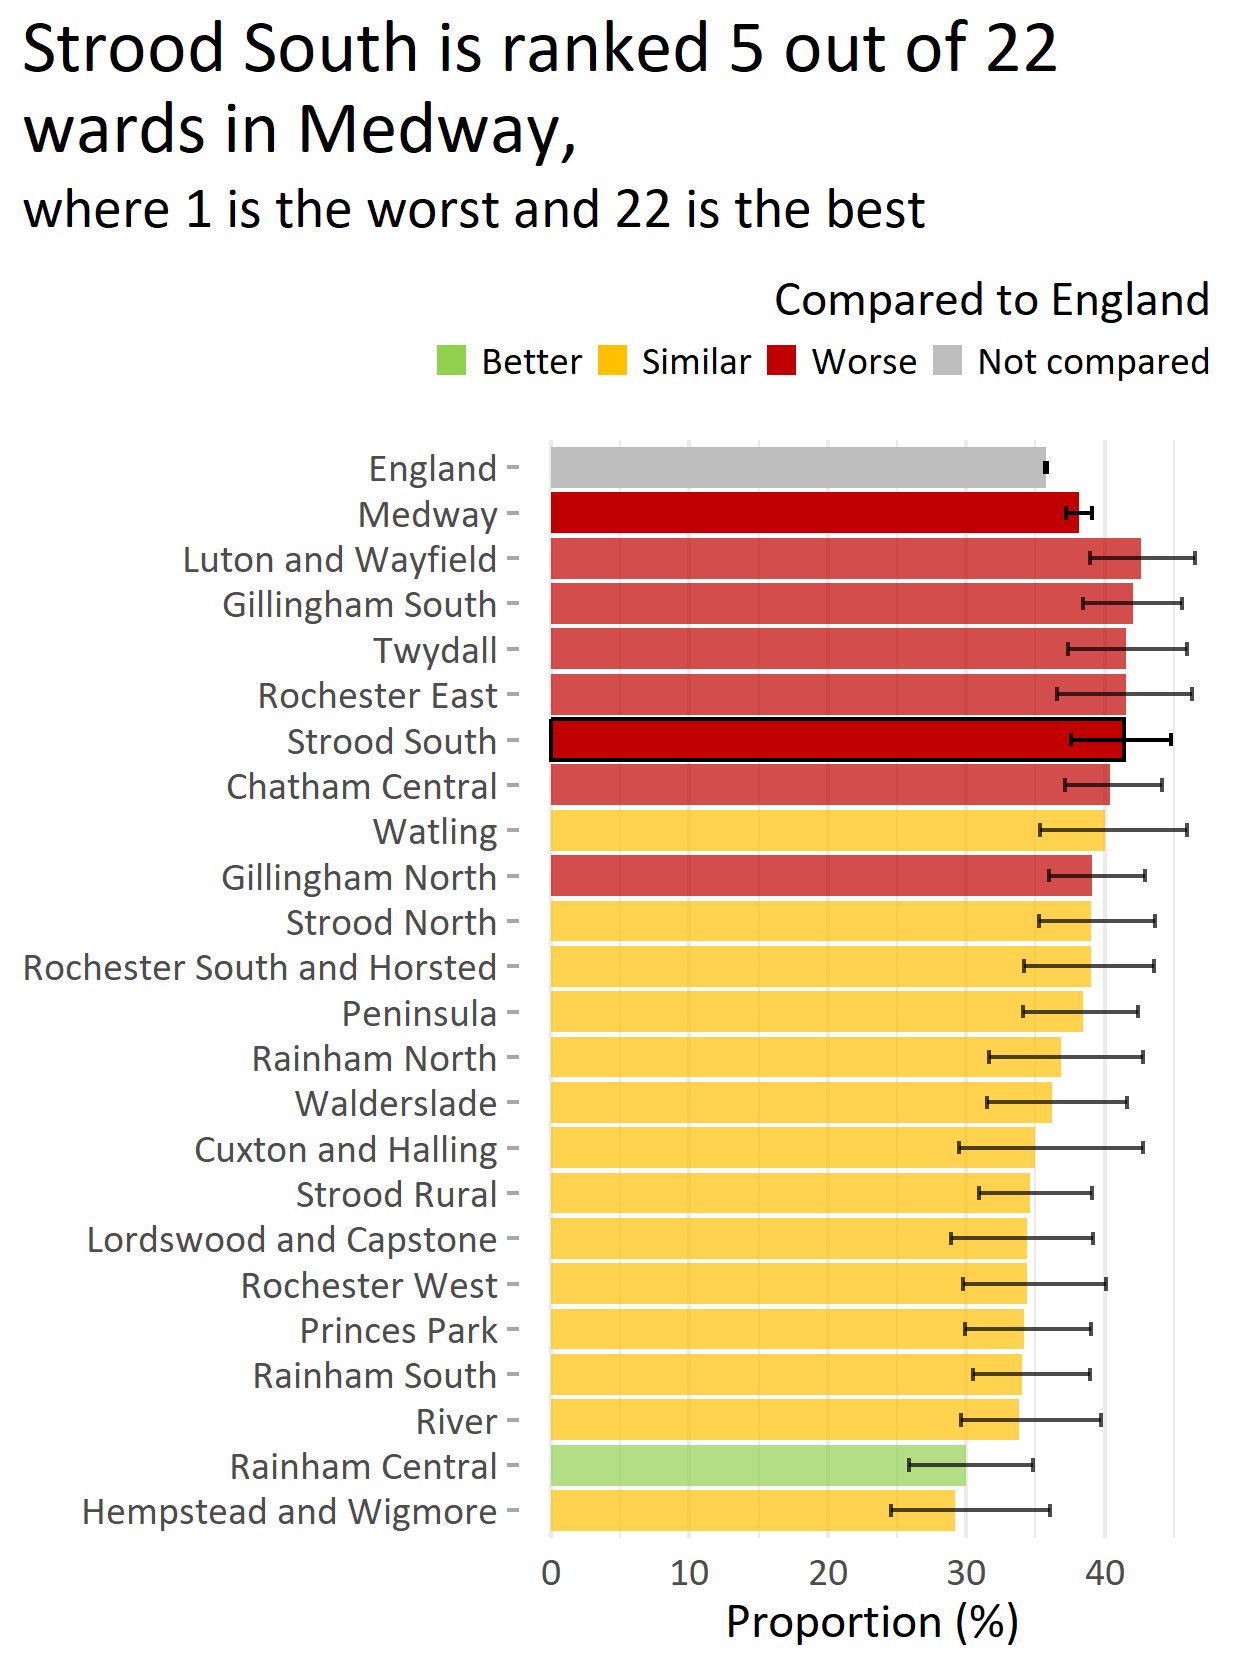 Strood South is ranked 5 out of 22
wards in Medway,
where 1 is the worst and 22 is the best
Compared to England
Better Similar Worse Not compared
England
Medway
Luton and Wayfield
Gillingham South
Twydall
Rochester East
Strood South
Chatham Central
Watling
Gillingham North
Strood North
Rochester South and Horsted
Peninsula
Rainham North
Walderslade
Cuxton and Halling
Strood Rural
Lordswood and Capstone
Rochester West
Princes Park
Rainham South
River
Rainham Central
Hempstead and Wigmore
0 10 20 30 40
Proportion (%)